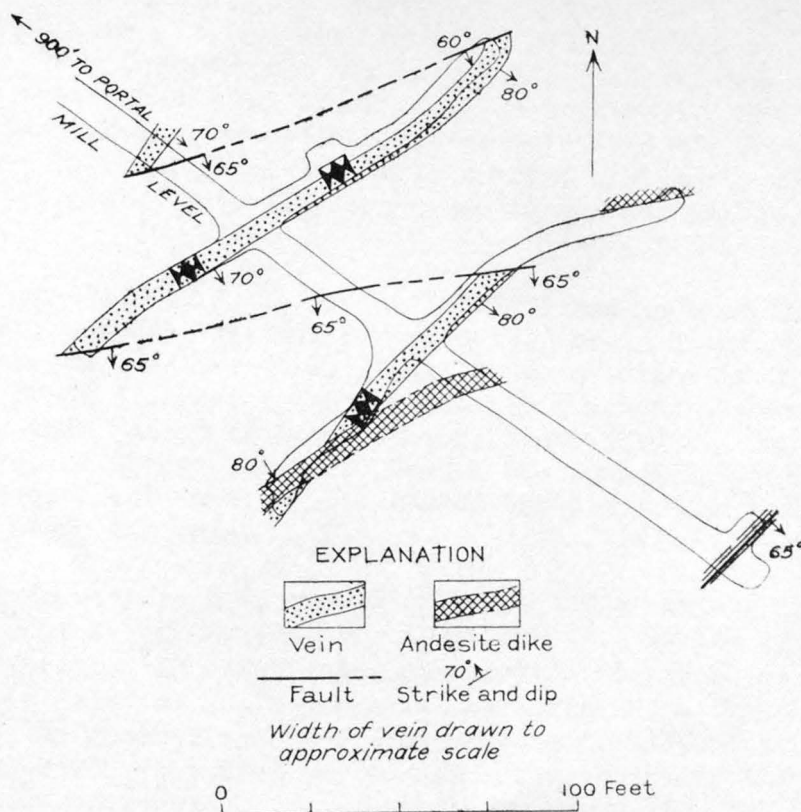 900' TO PORTAL
MILL
LEVEL
N
60°
80°
70°
65°
70°
65°
65°
65°
80°
80°
65°
EXPLANATION
Vein
Andesite dike
Fault
70°
Strike and dip
Width of vein drawn to
approximate scale
0
100 Feet